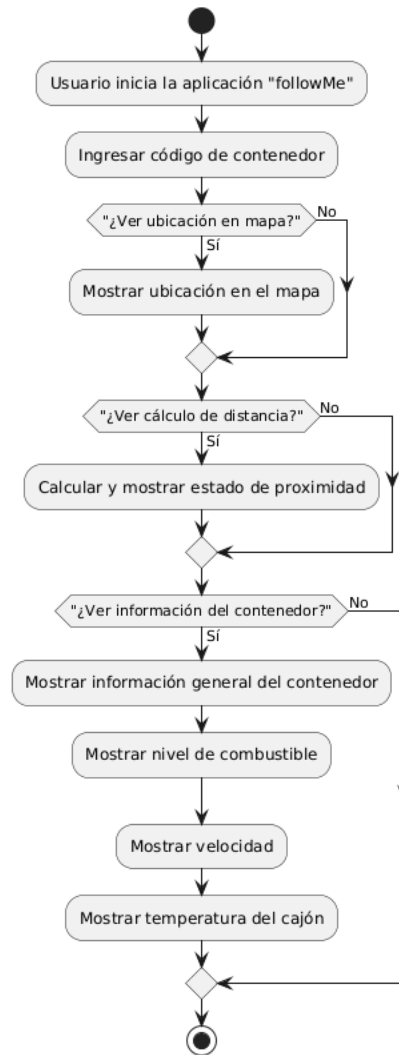 Usuario inicia la aplicación "followMe"
Ingresar código de contenedor
"¿Ver ubicación en mapa?"
No
Sí
Mostrar ubicación en el mapa
"¿Ver cálculo de distancia?"
No
Sí
Calcular y mostrar estado de proximidad
"¿Ver información del contenedor?"
No
Sí
Mostrar información general del contenedor
Mostrar nivel de combustible
Mostrar velocidad
Mostrar temperatura del cajón